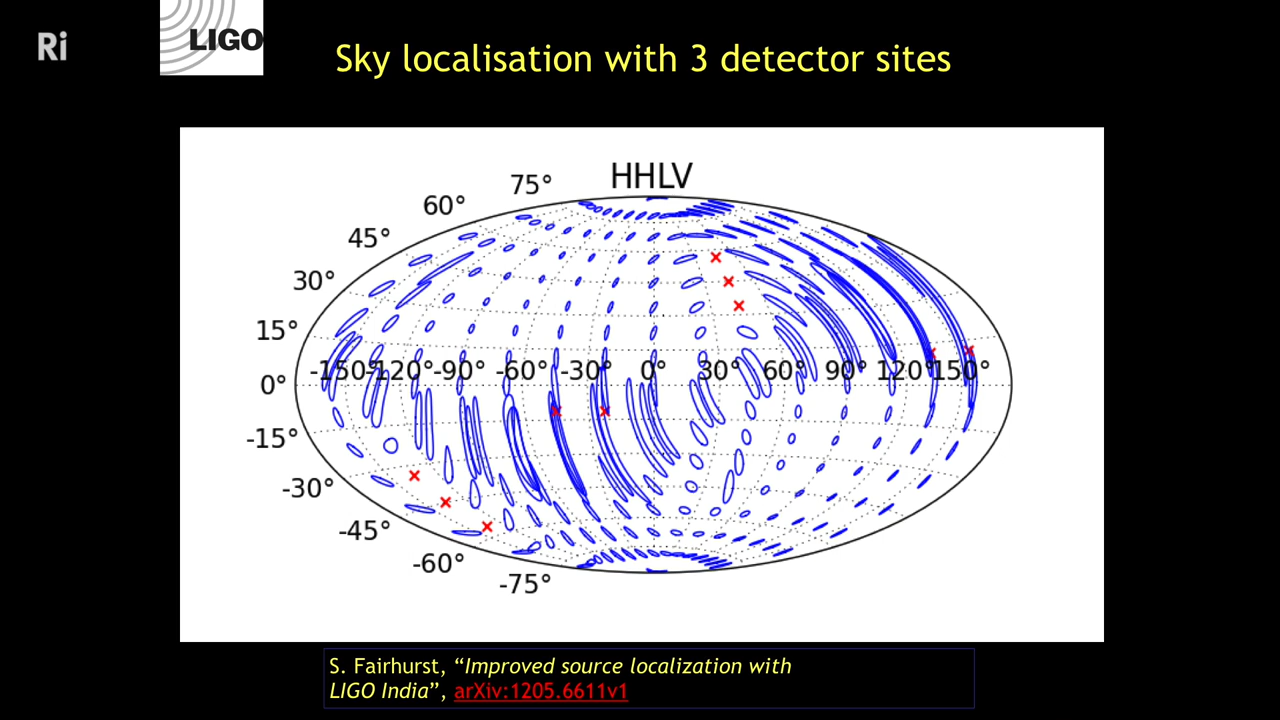 Ri
LIGO
Sky localisation with 3 detector sites
HHLV
75°
60°
45°
30°
15°
0°
-150° -120° -90° -60° -30° 0° 30° 60° 90° 120° 150°
-15°
-30°
-45°
-60°
-75°
S. Fairhurst, “Improved source localization with
LIGO India”, arXiv:1205.6611v1